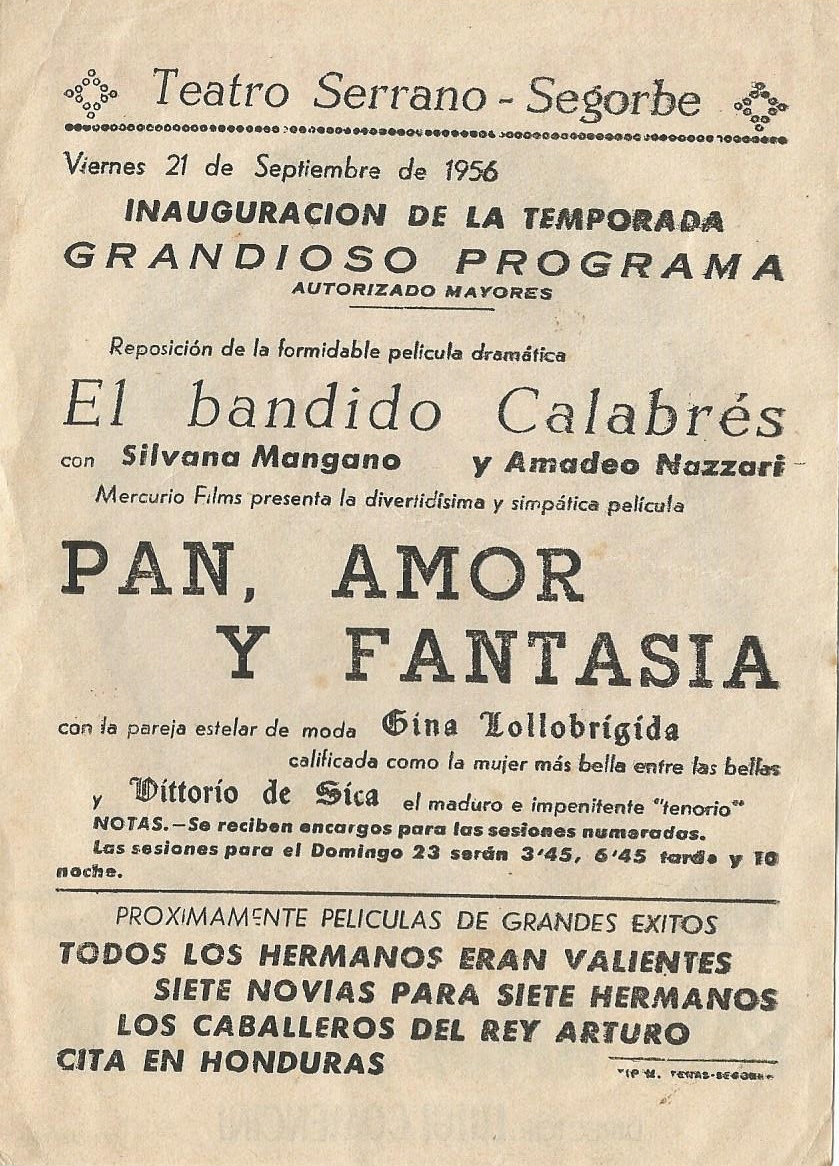 Teatro Serrano - Segorbe
Viernes 21 de Septiembre de 1956
INAUGURACION DE LA TEMPORADA
GRANDIOSO PROGRAMA
AUTORIZADO MAYORES
Reposición de la formidable película dramática
El bandido Calabrés
con Silvana Mangano y Amadeo Nazzari
Mercurio Films presenta la divertidísima y simpática película
PAN, AMOR
Y FANTASIA
con la pareja estelar de moda Gina Lollobrígida
calificada como la mujer más bella entre las bellas
y Vittorio de Sica el maduro e impenitente "tenorio"
NOTAS.-Se reciben encargos para las sesiones numeradas.
Las sesiones para el Domingo 23 serán 3'45, 6'45 tarde y 10
noche.
PROXIMAMENTE PELICULAS DE GRANDES EXITOS
TODOS LOS HERMANOS ERAN VALIENTES
SIETE NOVIAS PARA SIETE HERMANOS
LOS CABALLEROS DEL REY ARTURO
CITA EN HONDURAS